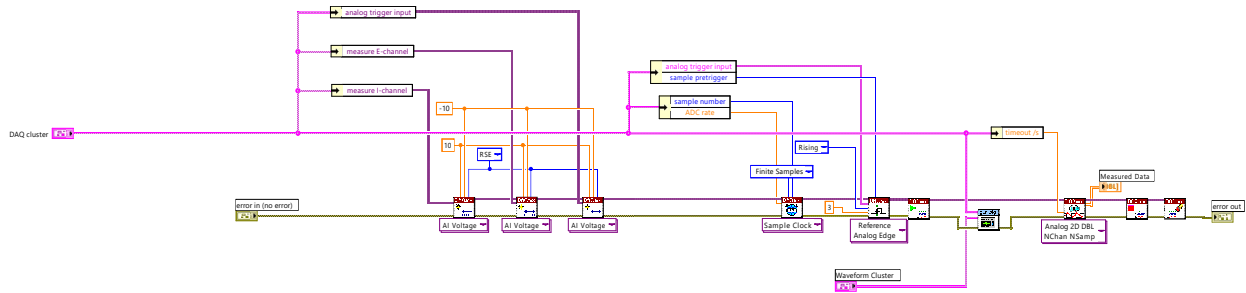 analog trigger input
measure E-channel
measure I-channel
analog trigger input
sample pretrigger
sample number
ADC rate
-10
DAQ cluster
timeout /s
10
RSE
Rising
Finite Samples
Measured Data
error in (no error)
3
error out
AI Voltage
AI Voltage
AI Voltage
Sample Clock
Reference
Analog Edge
Analog 2D DBL
NChan NSamp
Waveform Cluster